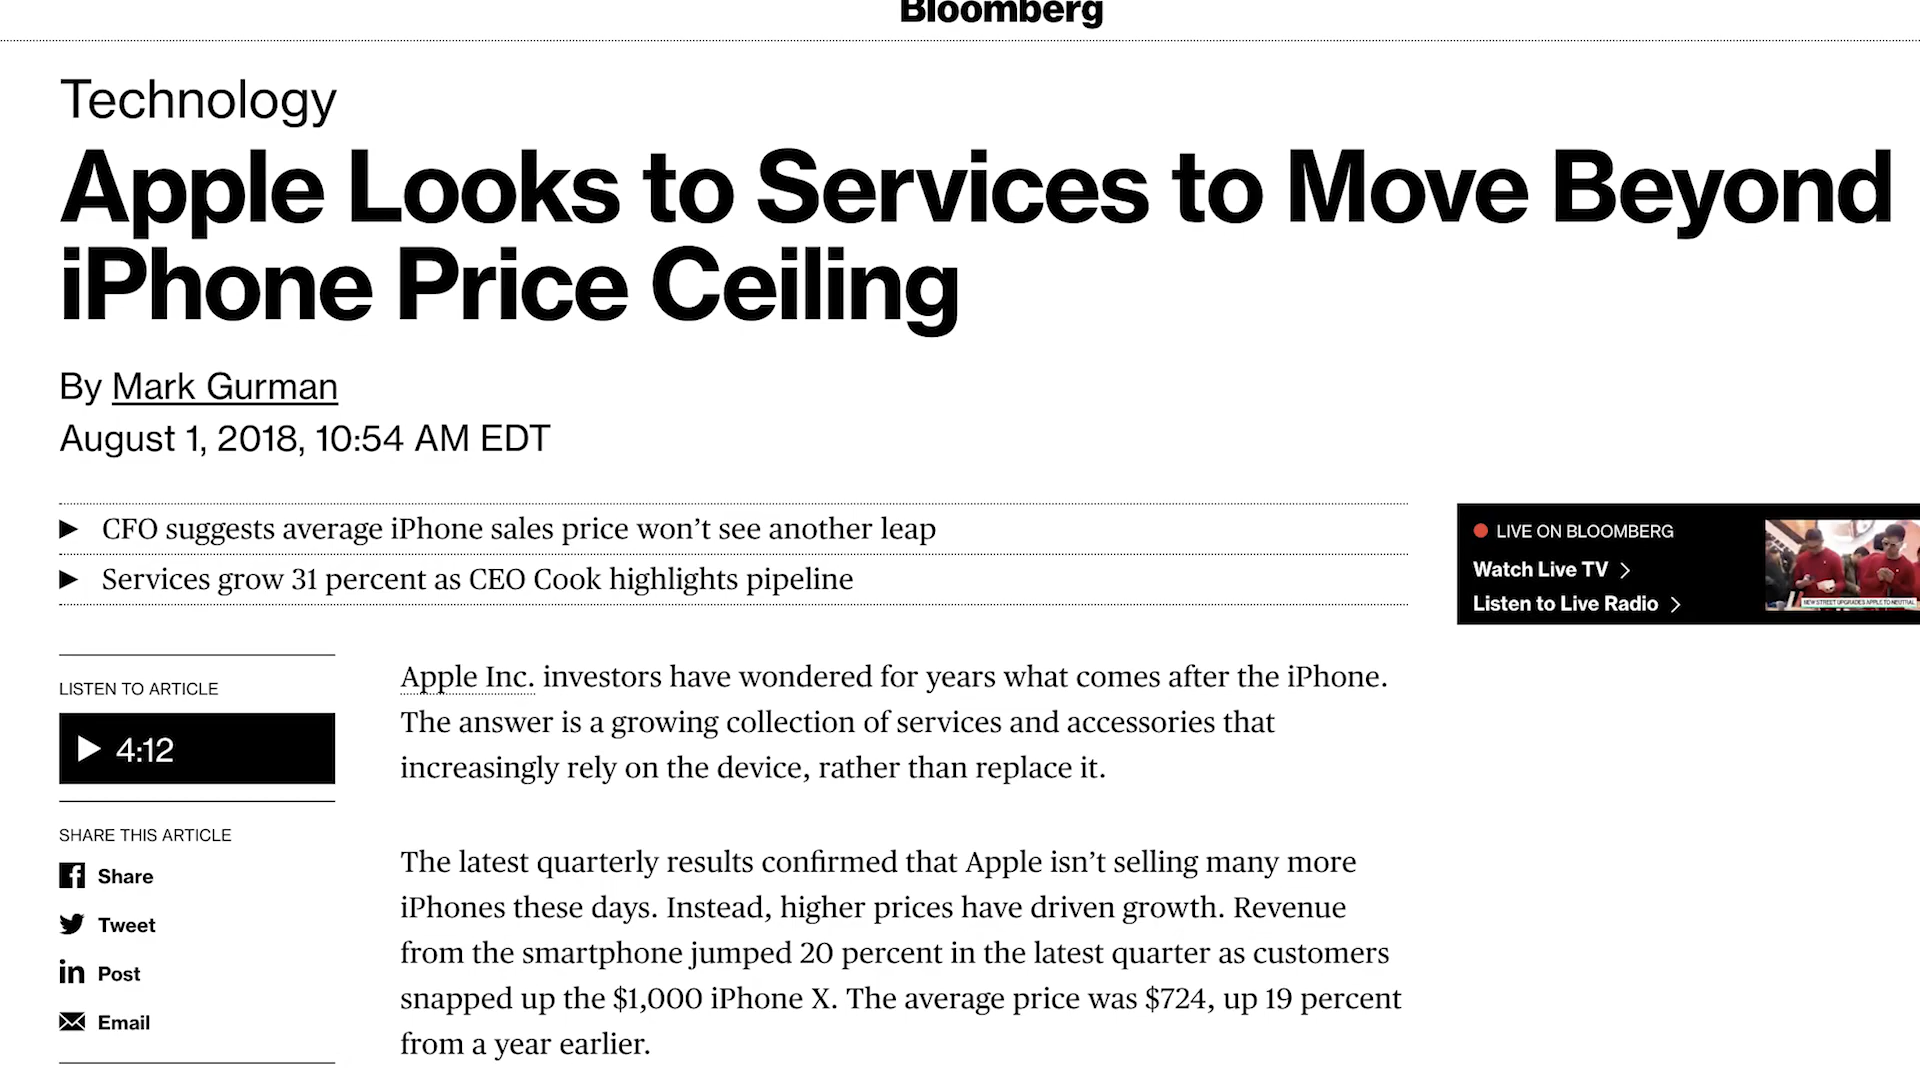 Bloomberg
Technology
Apple Looks to Services to Move Beyond
iPhone Price Ceiling
By Mark Gurman
August 1, 2018, 10:54 AM EDT
► CFO suggests average iPhone sales price won’t see another leap
► Services grow 31 percent as CEO Cook highlights pipeline
LIVE ON BLOOMBERG
Watch Live TV >
Listen to Live Radio >
NEW STREET UPGRADES APPLE TO NEUTRAL
LISTEN TO ARTICLE
4:12
SHARE THIS ARTICLE
Share
Tweet
Post
Email
Apple Inc. investors have wondered for years what comes after the iPhone.
The answer is a growing collection of services and accessories that
increasingly rely on the device, rather than replace it.
The latest quarterly results confirmed that Apple isn’t selling many more
iPhones these days. Instead, higher prices have driven growth. Revenue
from the smartphone jumped 20 percent in the latest quarter as customers
snapped up the $1,000 iPhone X. The average price was $724, up 19 percent
from a year earlier.